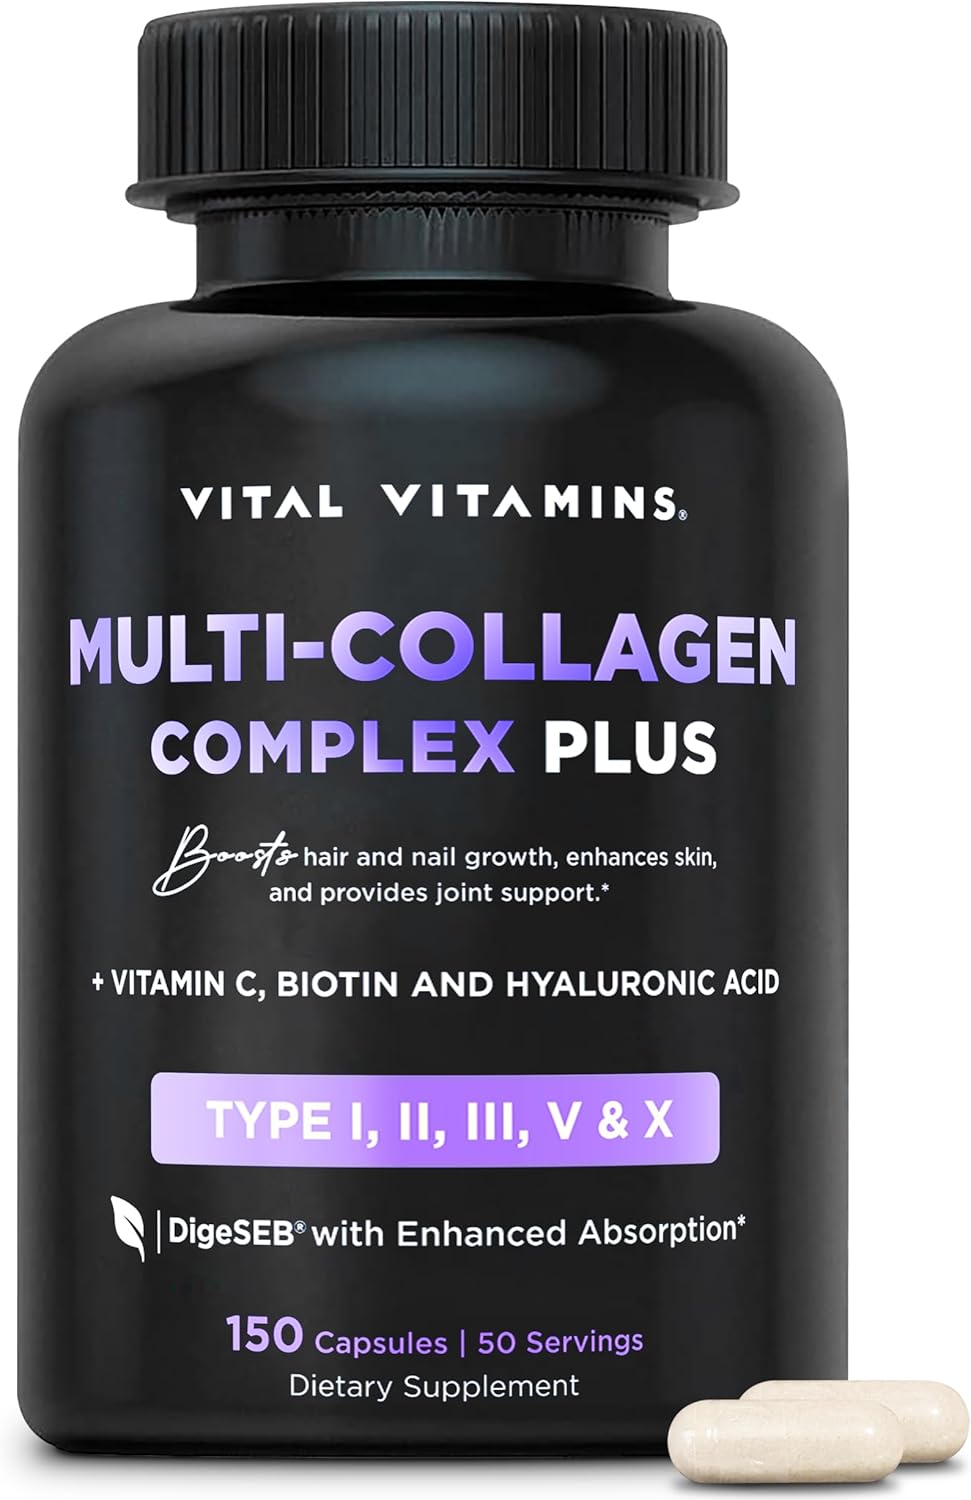 VITAL VITAMINS®
MULTI-COLLAGEN
COMPLEX PLUS
Boosts hair and nail growth, enhances skin,
and provides joint support.*
+ VITAMIN C, BIOTIN AND HYALURONIC ACID
TYPE I, II, III, V & X
DigeSEB® with Enhanced Absorption*
150 Capsules | 50 Servings
Dietary Supplement